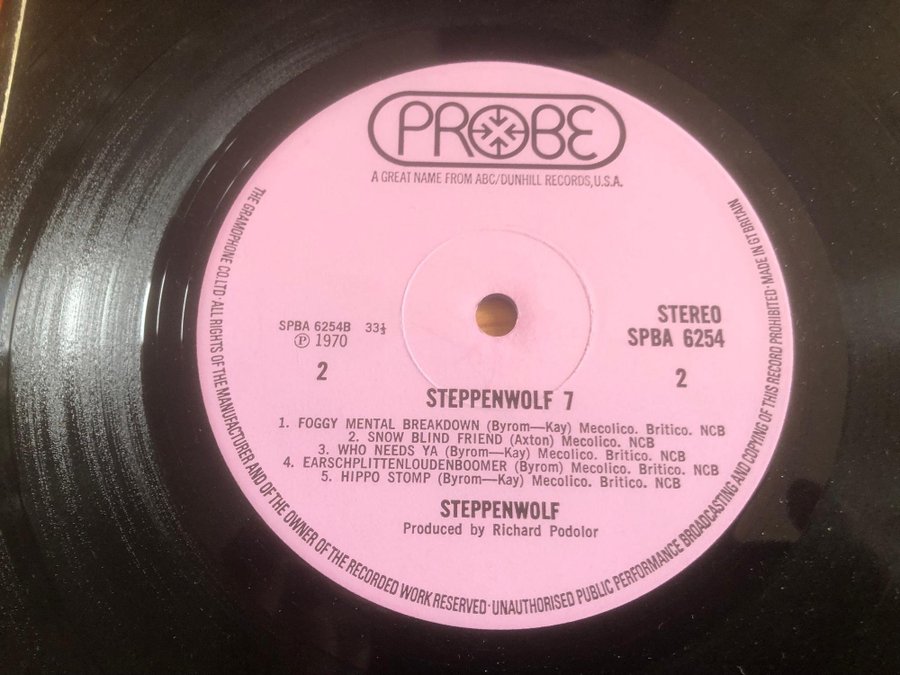 PROBE
A GREAT NAME FROM ABC/DUNHILL RECORDS, U.S.A.
THE GRAMOPHONE CO. LTD · ALL RIGHTS OF THE MANUFACTURER AND OF THE OWNER OF THE RECORDED WORK RESERVED · UNAUTHORISED PUBLIC PERFORMANCE BROADCASTING AND COPYING OF THIS RECORD PROHIBITED · MADE IN GT BRITAIN
SPBA 6254B 33⅓
Ⓟ 1970
2
STEREO
SPBA 6254
2
STEPPENWOLF 7
1. FOGGY MENTAL BREAKDOWN (Byrom—Kay) Mecolico. Britico. NCB
2. SNOW BLIND FRIEND (Axton) Mecolico. NCB
3. WHO NEEDS YA (Byrom—Kay) Mecolico. Britico. NCB
4. EARSCHPLITTENLOUDENBOOMER (Byrom) Mecolico. Britico. NCB
5. HIPPO STOMP (Byrom—Kay) Mecolico. Britico. NCB
STEPPENWOLF
Produced by Richard Podolor